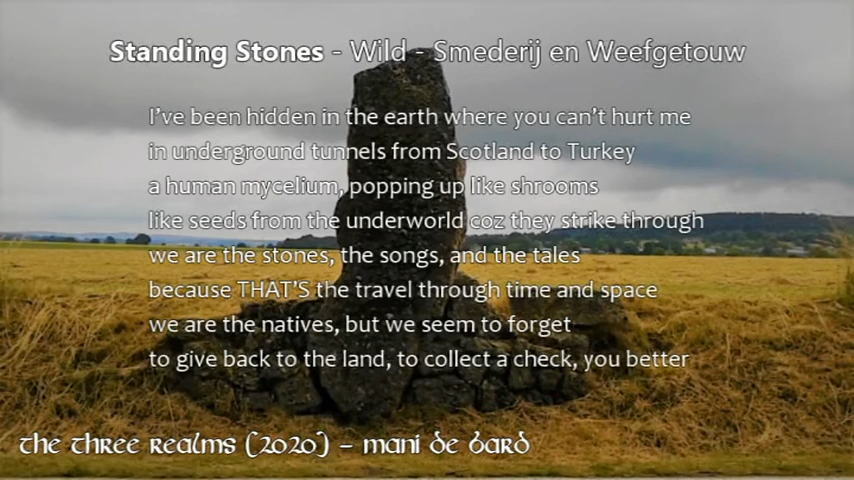 Standing Stones - Wild - Smederij en Weefgetouw
I've been hidden in the earth where you can't hurt me
in underground tunnels from Scotland to Turkey
a human mycelium, popping up like shrooms
like seeds from the underworld coz they strike through
we are the stones, the songs, and the tales
because THAT'S the travel through time and space
we are the natives, but we seem to forget
to give back to the land, to collect a check, you better
the three realms (2020) - mani de bard